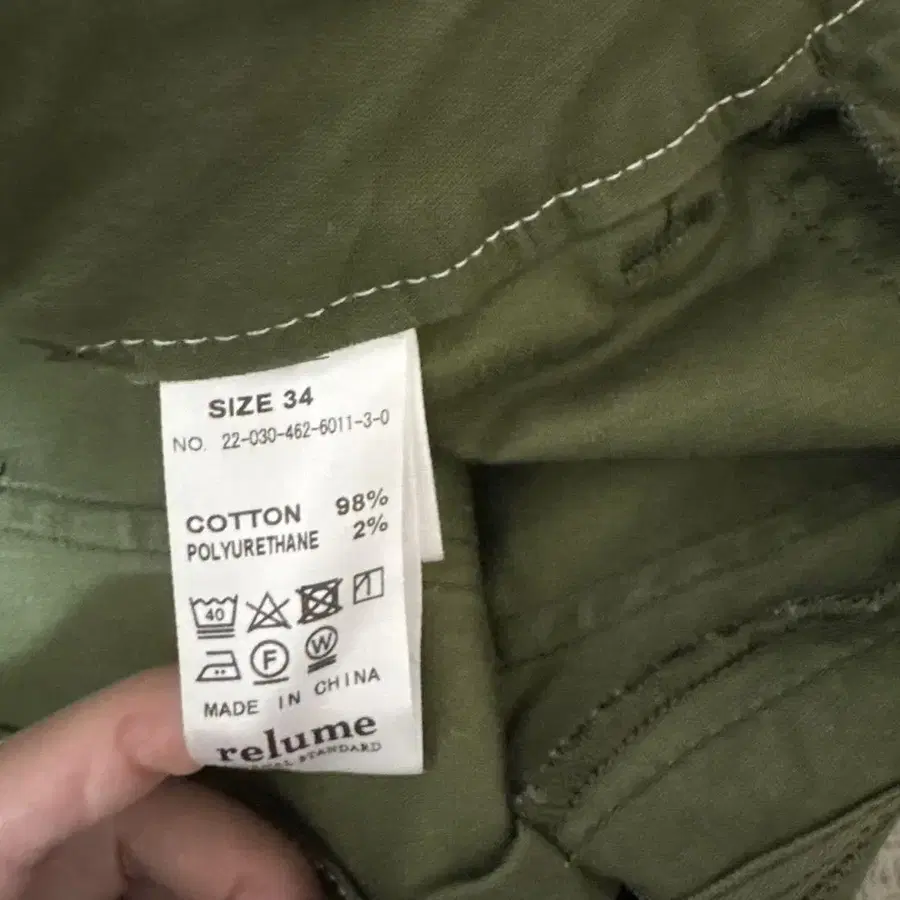 SIZE 34
NO. 22-030-462-6011-3-0
COTTON 98%
POLYURETHANE 2%
40
F W
MADE IN CHINA
relume
STANDARD